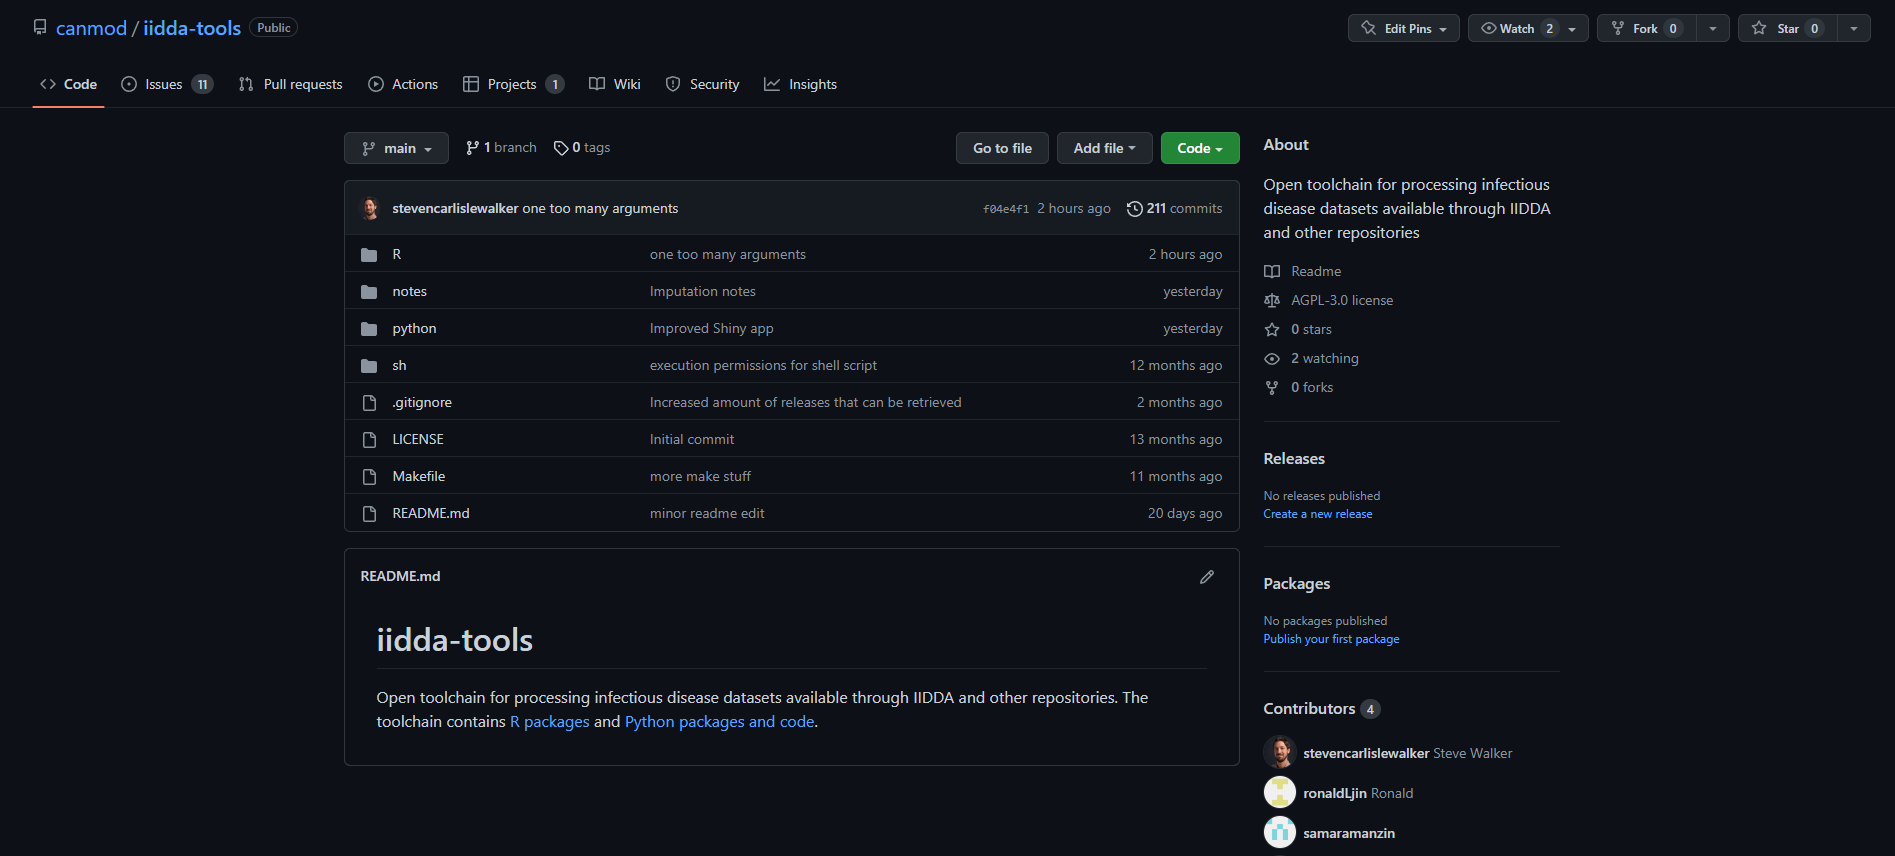 canmod / iidda-tools Public
Edit Pins Watch 2 Fork 0 Star 0
Code Issues 11 Pull requests Actions Projects 1 Wiki Security Insights
main 1 branch 0 tags Go to file Add file Code
stevencarlislewalker one too many arguments f04e4f1 2 hours ago 211 commits
R one too many arguments 2 hours ago
notes Imputation notes yesterday
python Improved Shiny app yesterday
sh execution permissions for shell script 12 months ago
.gitignore Increased amount of releases that can be retrieved 2 months ago
LICENSE Initial commit 13 months ago
Makefile more make stuff 11 months ago
README.md minor readme edit 20 days ago
README.md
iidda-tools
Open toolchain for processing infectious disease datasets available through IIDDA and other repositories. The
toolchain contains R packages and Python packages and code.
About
Open toolchain for processing infectious
disease datasets available through IIDDA
and other repositories
Readme
AGPL-3.0 license
0 stars
2 watching
0 forks
Releases
No releases published
Create a new release
Packages
No packages published
Publish your first package
Contributors 4
stevencarlislewalker Steve Walker
ronaldLjin Ronald
samaramanzin